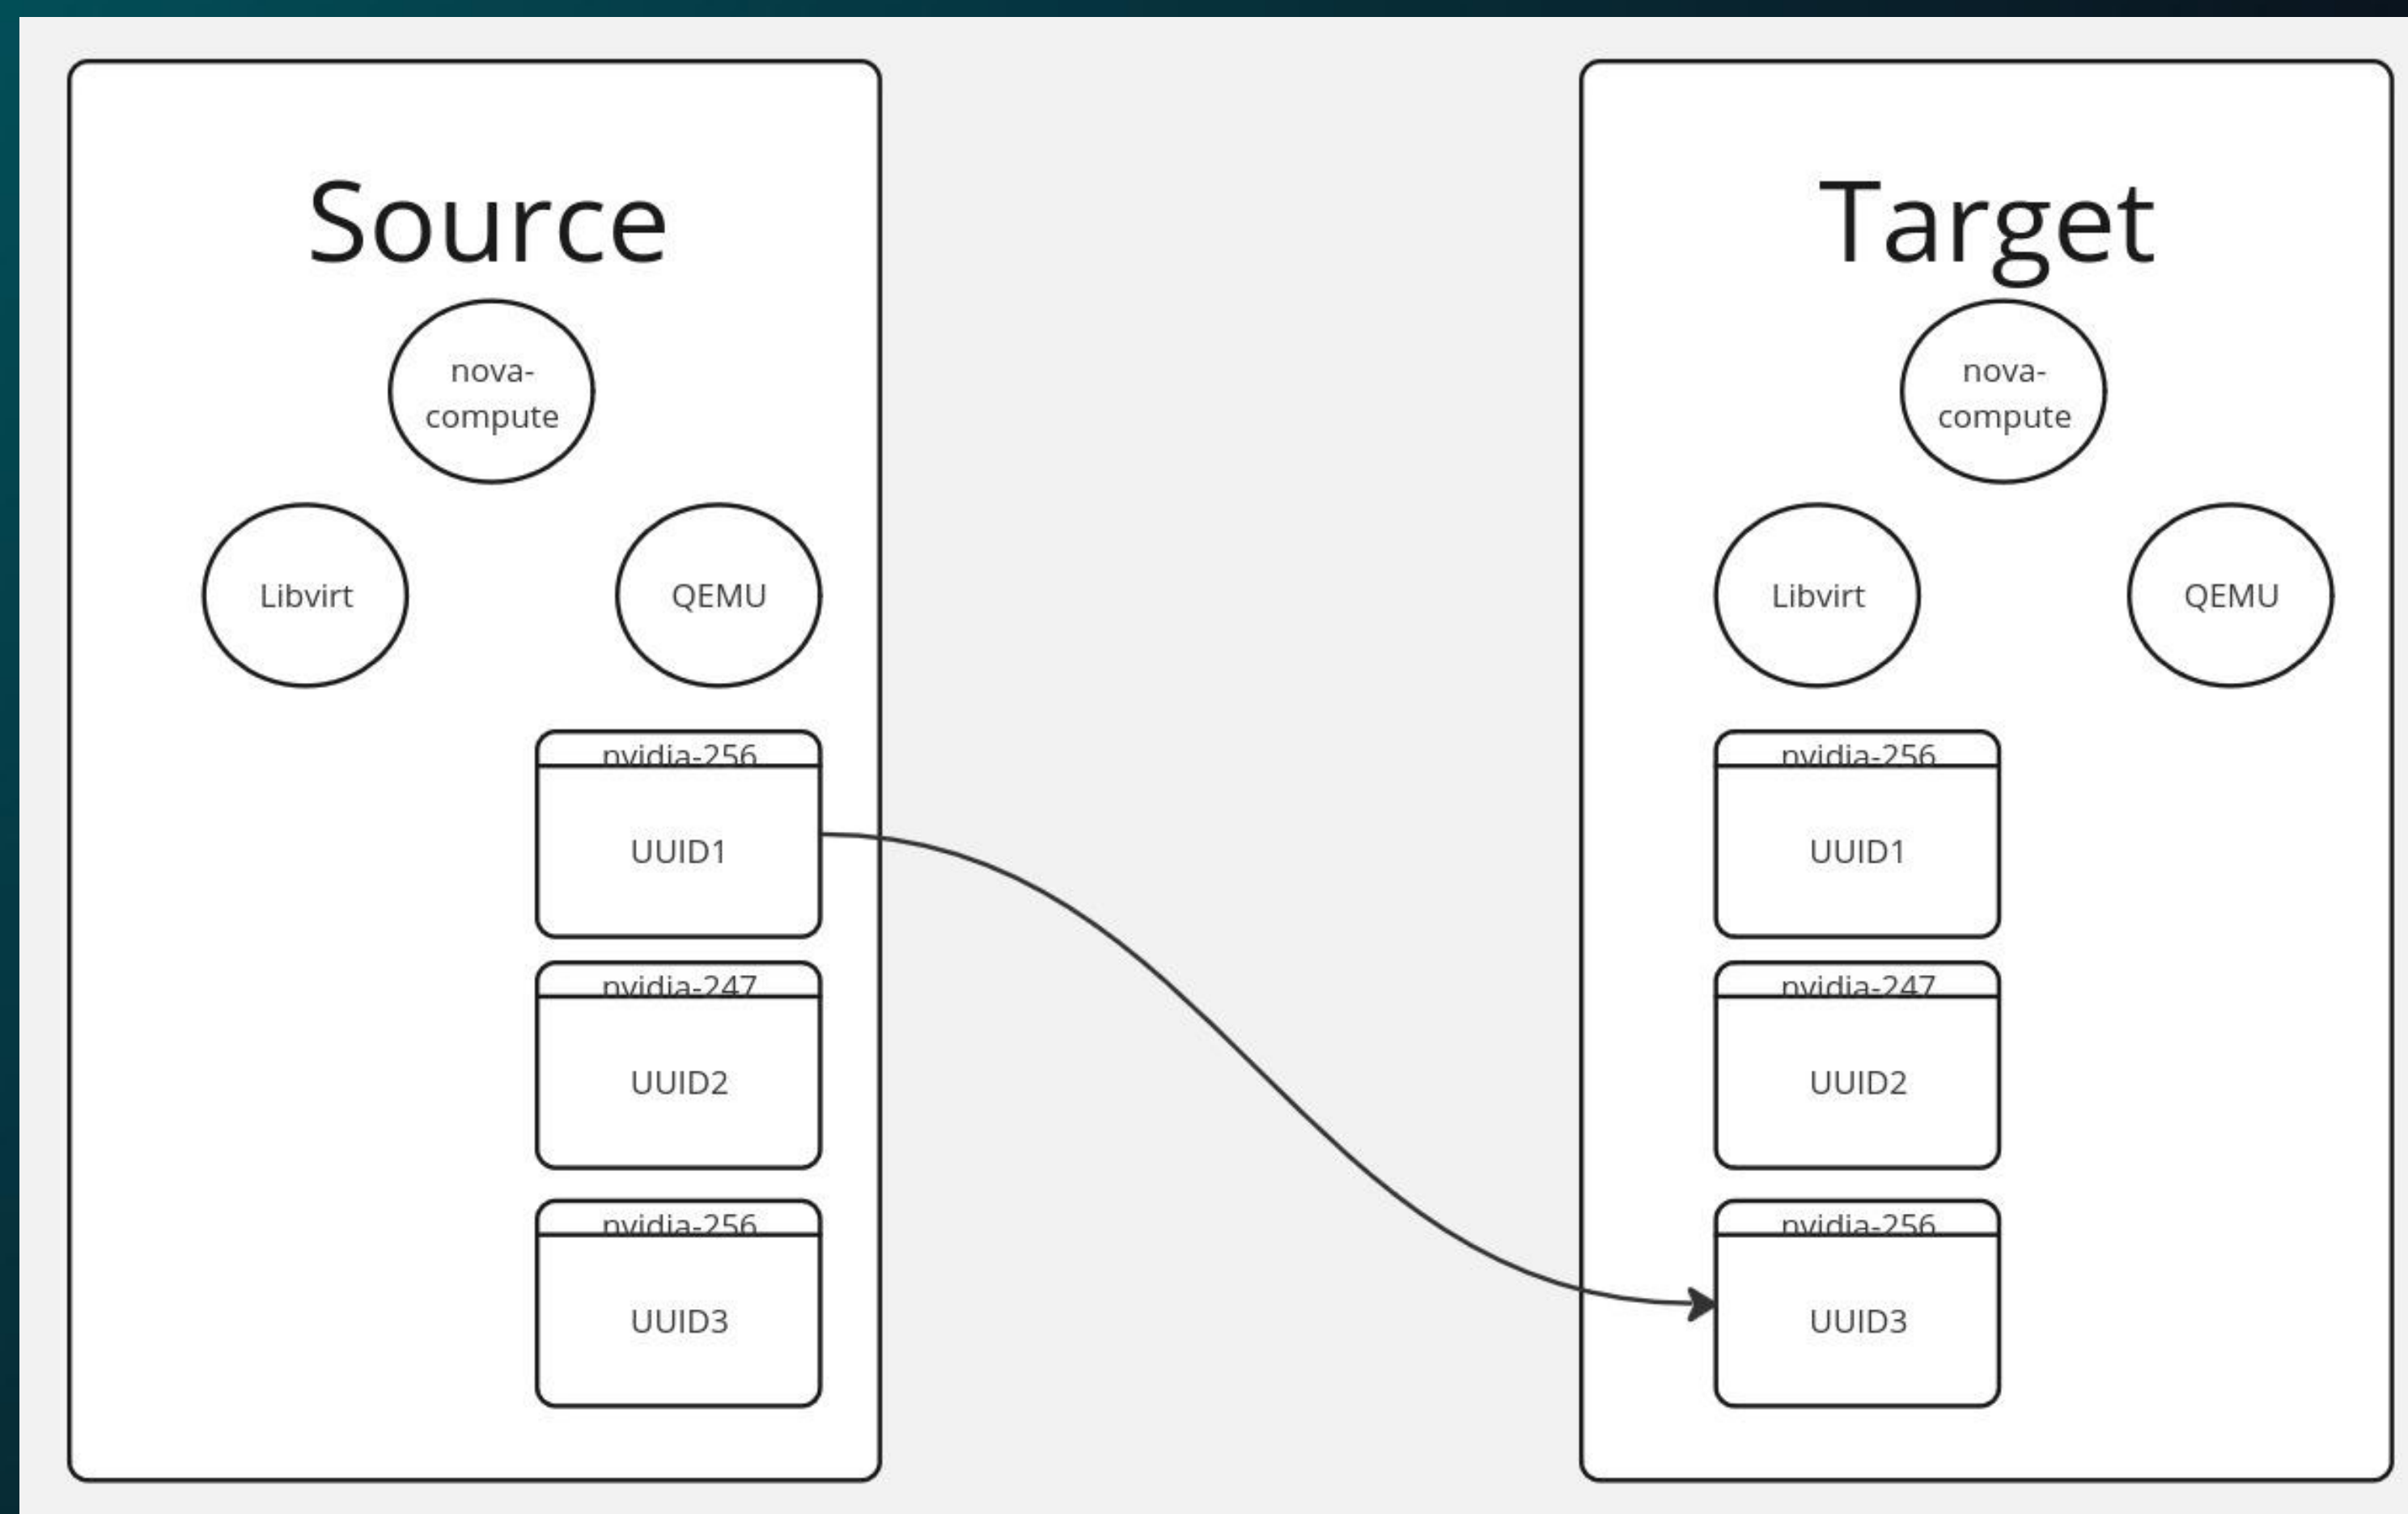 Source
nova-
compute
Libvirt
QEMU
nvidia-256
UUID1
nvidia-247
UUID2
nvidia-256
UUID3
Target
nova-
compute
Libvirt
QEMU
nvidia-256
UUID1
nvidia-247
UUID2
nvidia-256
UUID3